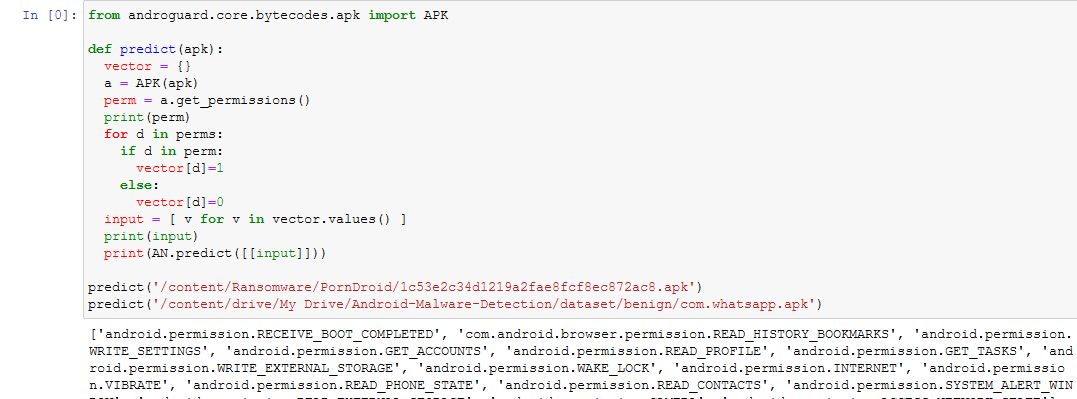 In [0]: from androguard.core.bytecodes.apk import APK
def predict(apk):
  vector = {}
  a = APK(apk)
  perm = a.get_permissions()
  print(perm)
  for d in perms:
    if d in perm:
      vector[d]=1
    else:
      vector[d]=0
  input = [ v for v in vector.values() ]
  print(input)
  print(AN.predict([[input]]))
predict('/content/Ransomware/PornDroid/1c53e2c34d1219a2fae8fcf8ec872ac8.apk')
predict('/content/drive/My Drive/Android-Malware-Detection/dataset/benign/com.whatsapp.apk')
['android.permission.RECEIVE_BOOT_COMPLETED', 'com.android.browser.permission.READ_HISTORY_BOOKMARKS', 'android.permission.
WRITE_SETTINGS', 'android.permission.GET_ACCOUNTS', 'android.permission.READ_PROFILE', 'android.permission.GET_TASKS', 'and
roid.permission.WRITE_EXTERNAL_STORAGE', 'android.permission.WAKE_LOCK', 'android.permission.INTERNET', 'android.permissio
n.VIBRATE', 'android.permission.READ_PHONE_STATE', 'android.permission.READ_CONTACTS', 'android.permission.SYSTEM_ALERT_WIN